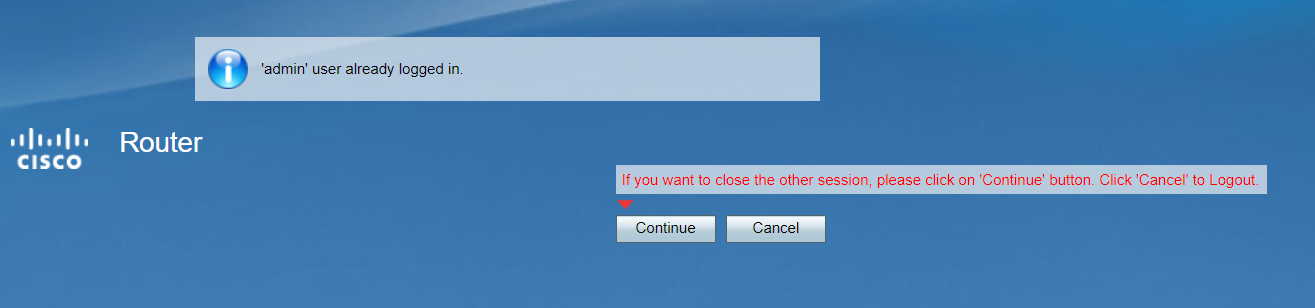 'admin' user already logged in.
CISCO
Router
If you want to close the other session, please click on 'Continue' button. Click 'Cancel' to Logout.
Continue
Cancel